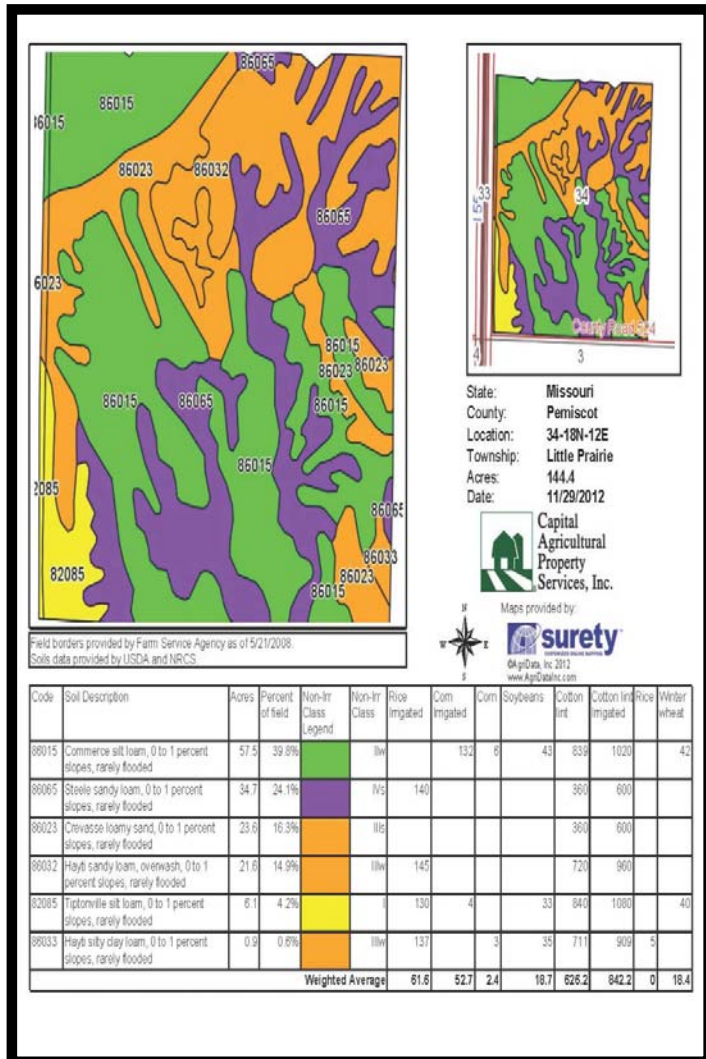 86065
86015
86015
86023
86032
86065
6023
86015
86023
86023
86015
86015
86065
86015
2085
82085
86065
86033
86023
86015
Field borders provided by Farm Service Agency as of 5/21/2008.
Soils data provided by USDA and NRCS.
33
34
155
4
3
State: Missouri
County: Pemiscot
Location: 34-18N-12E
Township: Little Prairie
Acres: 144.4
Date: 11/29/2012
Capital
Agricultural
Property
Services, Inc.
Maps provided by:
N
W E
S
surety
CUSTOMIZED ONLINE MAPPING
©AgriData, Inc 2012
www.AgriDataInc.com
Code Soil Description Acres Percent of field Non-Irr Class Legend Non-Irr Class Rice Irrigated Corn Irrigated Corn Soybeans Cotton lint Cotton lint Irrigated Rice Winter wheat
86015 Commerce silt loam, 0 to 1 percent 57.5 39.8% IIw 132 6 43 839 1020 42
slopes, rarely flooded
86065 Steele sandy loam, 0 to 1 percent 34.7 24.1% IVs 140 360 600
slopes, rarely flooded
86023 Crevasse loamy sand, 0 to 1 percent 23.6 16.3% IIIs 360 600
slopes, rarely flooded
86032 Hayti sandy loam, overwash, 0 to 1 21.6 14.9% IIIw 145 720 960
percent slopes, rarely flooded
82085 Tiptonville silt loam, 0 to 1 percent 6.1 4.2% I 130 4 33 840 1080 40
slopes, rarely flooded
86033 Hayti silty clay loam, 0 to 1 percent 0.9 0.6% IIIw 137 3 35 711 909 5
slopes, rarely flooded
Weighted Average 61.6 52.7 2.4 18.7 626.2 842.2 0 18.4